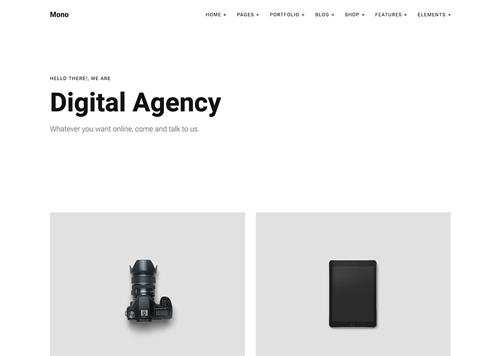 Mono
HOME + PAGES + PORTFOLIO + BLOG + SHOP + FEATURES + ELEMENTS +
HELLO THERE!, WE ARE
Digital Agency
Whatever you want online, come and talk to us.